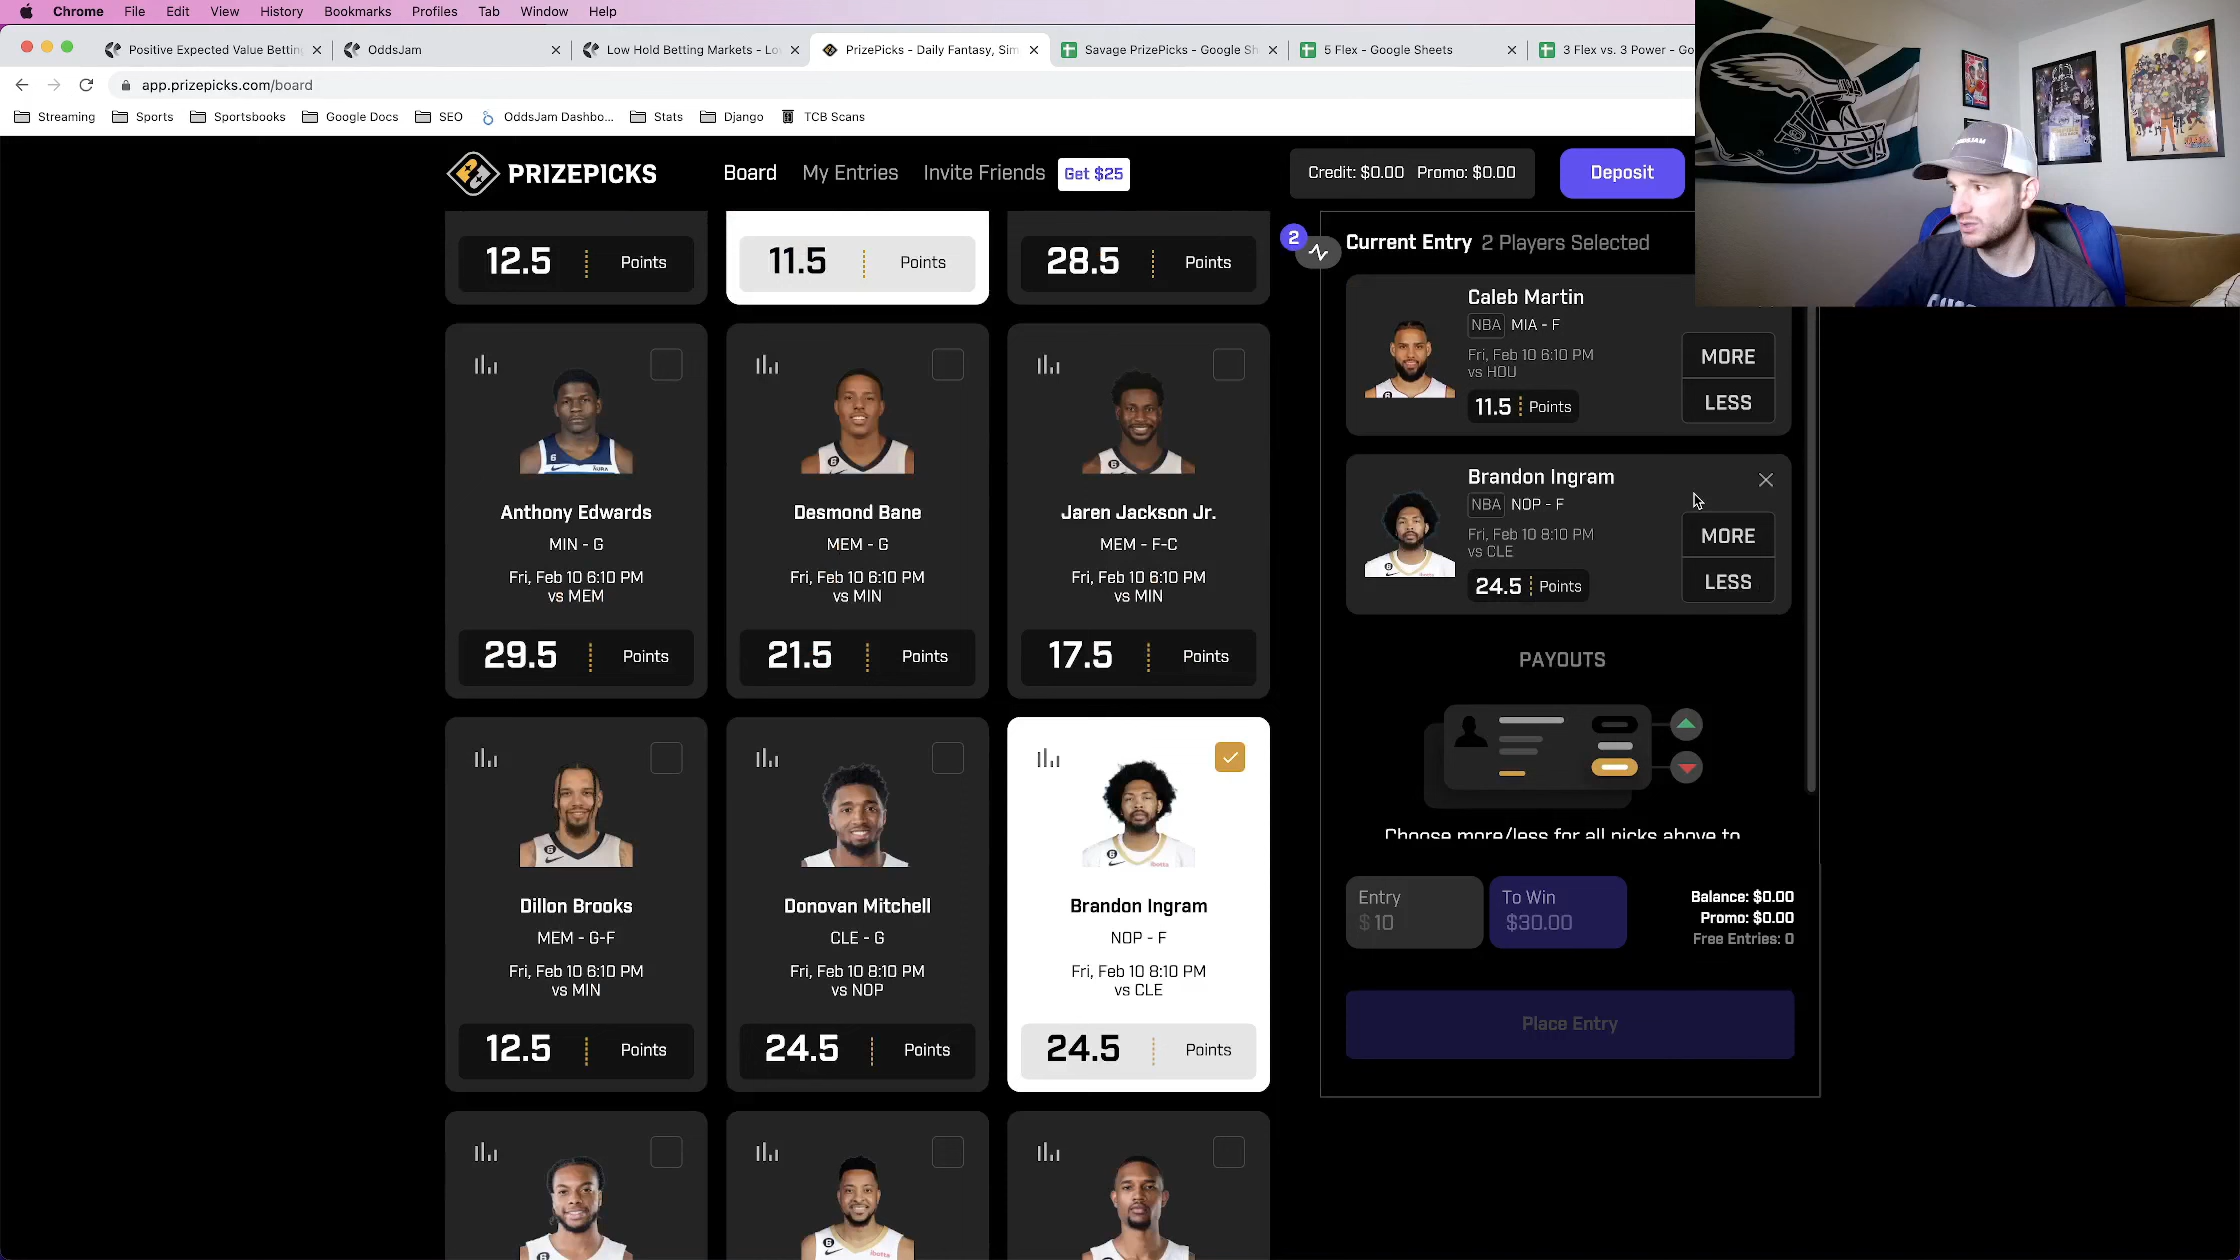 Chrome File Edit View History Bookmarks Profiles Tab Window Help
Positive Expected Value Bettin
OddsJam
Low Hold Betting Markets - Lo
PrizePicks - Daily Fantasy, Sim
Savage PrizePicks - Google Sh
5 Flex - Google Sheets
3 Flex vs. 3 Power - Go
app.prizepicks.com/board
Streaming Sports Sportsbooks Google Docs SEO OddsJam Dashbo... Stats Django TCB Scans
PRIZEPICKS
Board My Entries Invite Friends Get $25
Credit: $0.00 Promo: $0.00
Deposit
12.5 Points
11.5 Points
28.5 Points
Anthony Edwards
MIN - G
Fri, Feb 10 6:10 PM
vs MEM
29.5 Points
Desmond Bane
MEM - G
Fri, Feb 10 6:10 PM
vs MIN
21.5 Points
Jaren Jackson Jr.
MEM - F-C
Fri, Feb 10 6:10 PM
vs MIN
17.5 Points
Dillon Brooks
MEM - G-F
Fri, Feb 10 6:10 PM
vs MIN
12.5 Points
Donovan Mitchell
CLE - G
Fri, Feb 10 8:10 PM
vs NOP
24.5 Points
Brandon Ingram
NOP - F
Fri, Feb 10 8:10 PM
vs CLE
24.5 Points
2
Current Entry 2 Players Selected
Caleb Martin
NBA MIA - F
Fri, Feb 10 6:10 PM
vs HOU
11.5 Points
MORE
LESS
Brandon Ingram
NBA NOP - F
Fri, Feb 10 8:10 PM
vs CLE
24.5 Points
MORE
LESS
PAYOUTS
Choose more/less for all picks above to
Entry
$ 10
To Win
$30.00
Balance: $0.00
Promo: $0.00
Free Entries: 0
Place Entry